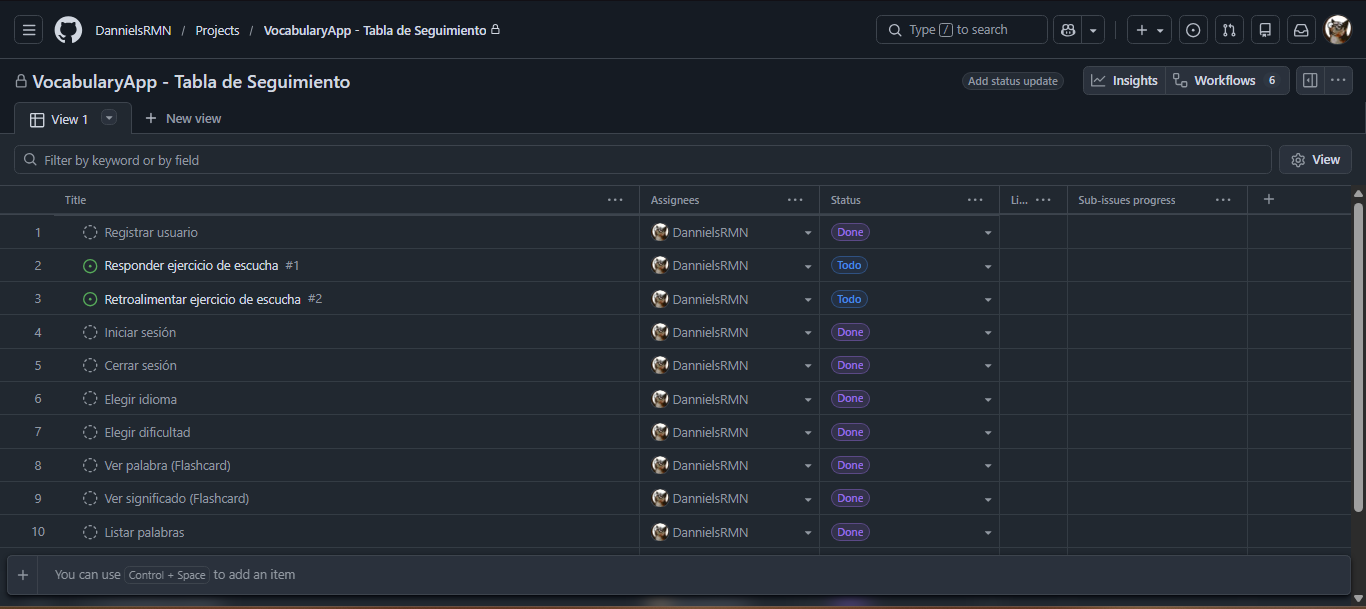 DannielsRMN / Projects / VocabularyApp - Tabla de Seguimiento
Type / to search
VocabularyApp - Tabla de Seguimiento
Add status update
Insights
Workflows 6
View 1
New view
Filter by keyword or by field
View
Title Assignees Status Li... Sub-issues progress
1 Registrar usuario DannielsRMN Done
2 Responder ejercicio de escucha #1 DannielsRMN Todo
3 Retroalimentar ejercicio de escucha #2 DannielsRMN Todo
4 Iniciar sesión DannielsRMN Done
5 Cerrar sesión DannielsRMN Done
6 Elegir idioma DannielsRMN Done
7 Elegir dificultad DannielsRMN Done
8 Ver palabra (Flashcard) DannielsRMN Done
9 Ver significado (Flashcard) DannielsRMN Done
10 Listar palabras DannielsRMN Done
You can use Control + Space to add an item